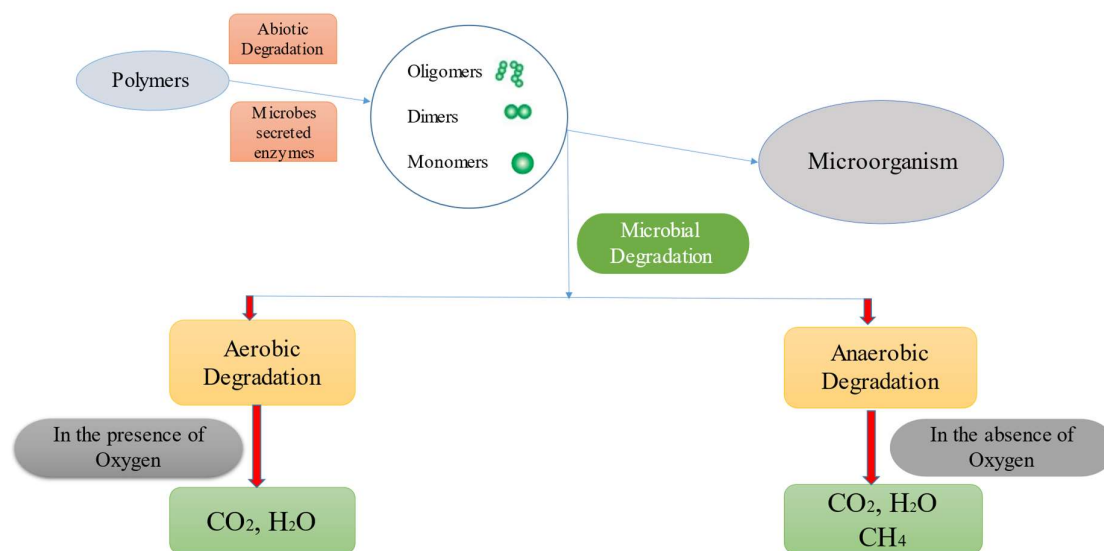 Abiotic
Degradation
Polymers
Microbes
secreted
enzymes
Oligomers
Dimers
Monomers
Microorganism
Microbial
Degradation
Aerobic
Degradation
Anaerobic
Degradation
In the presence of
Oxygen
In the absence of
Oxygen
CO₂, H₂O
CO₂, H₂O
CH₄